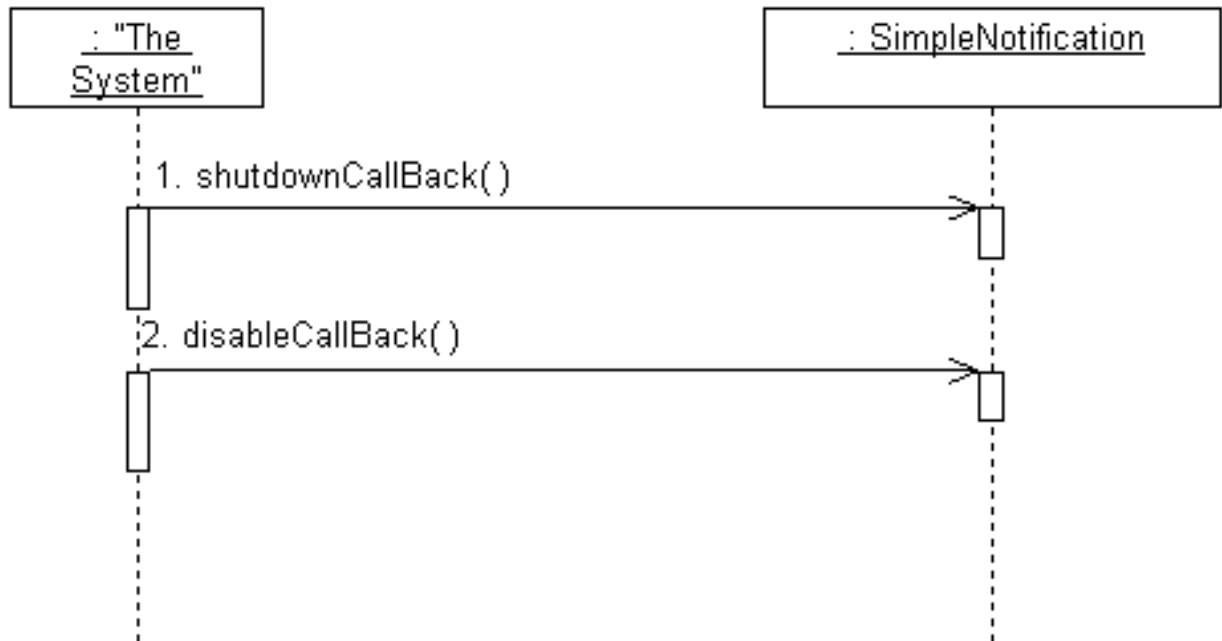 : "The
System"
: SimpleNotification
1. shutdownCallBack( )
2. disableCallBack( )